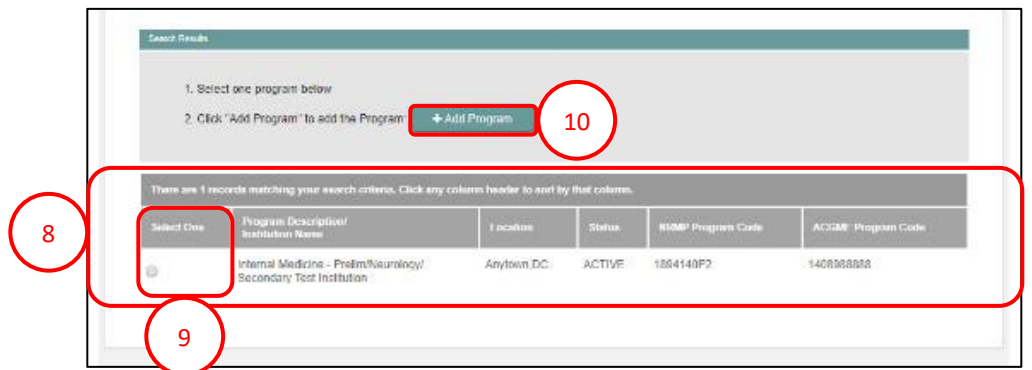 Search Results
1. Select one program below
2. Click "Add Program" to add the Program:
+ Add Program
10
There are 1 records matching your search criteria. Click any column header to sort by that column.
8
Select One
Program Description/
Institution Name
Location
Status
NRMP Program Code
ACGME Program Code
Internal Medicine - Prelim/Neurology/
Secondary Test Institution
Anytown,DC
ACTIVE
1894140P2
1408988888
9